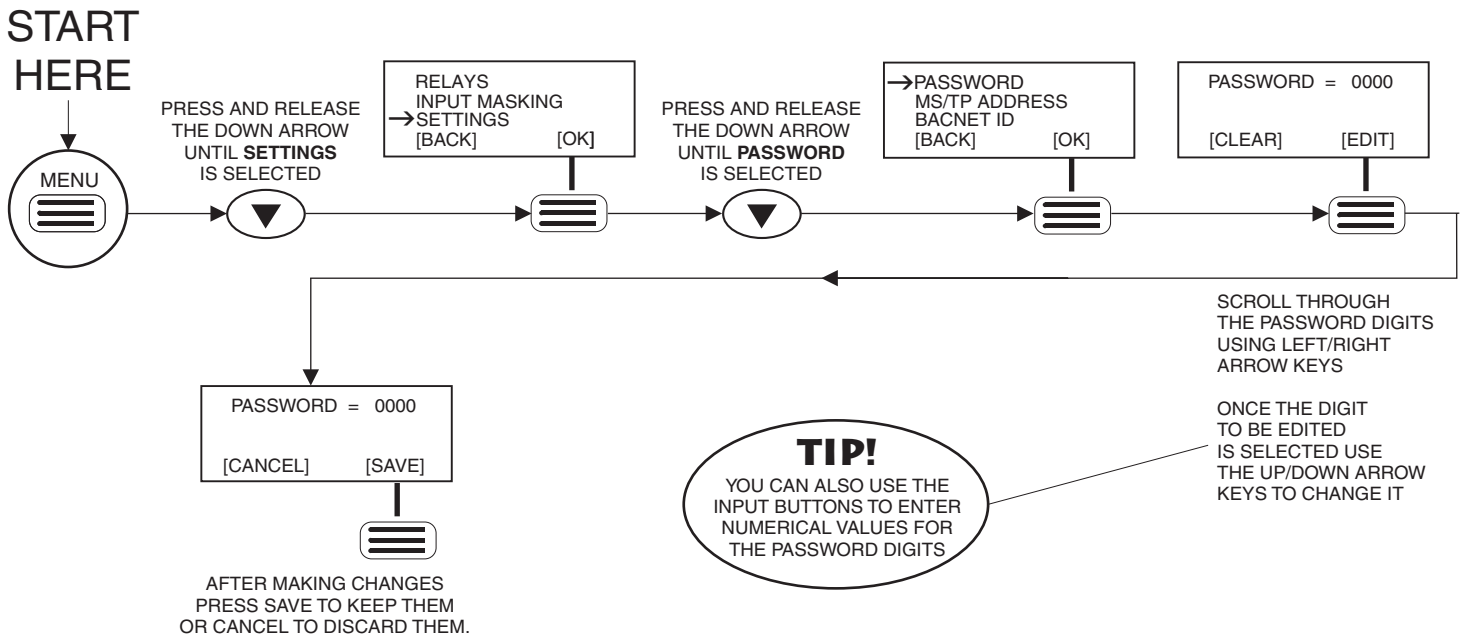 START
HERE
MENU
PRESS AND RELEASE
THE DOWN ARROW
UNTIL SETTINGS
IS SELECTED
RELAYS
INPUT MASKING
→SETTINGS
[BACK] [OK]
PRESS AND RELEASE
THE DOWN ARROW
UNTIL PASSWORD
IS SELECTED
→PASSWORD
MS/TP ADDRESS
BACNET ID
[BACK] [OK]
PASSWORD = 0000
[CLEAR] [EDIT]
SCROLL THROUGH
THE PASSWORD DIGITS
USING LEFT/RIGHT
ARROW KEYS
ONCE THE DIGIT
TO BE EDITED
IS SELECTED USE
THE UP/DOWN ARROW
KEYS TO CHANGE IT
TIP!
YOU CAN ALSO USE THE
INPUT BUTTONS TO ENTER
NUMERICAL VALUES FOR
THE PASSWORD DIGITS
PASSWORD = 0000
[CANCEL] [SAVE]
AFTER MAKING CHANGES
PRESS SAVE TO KEEP THEM
OR CANCEL TO DISCARD THEM.